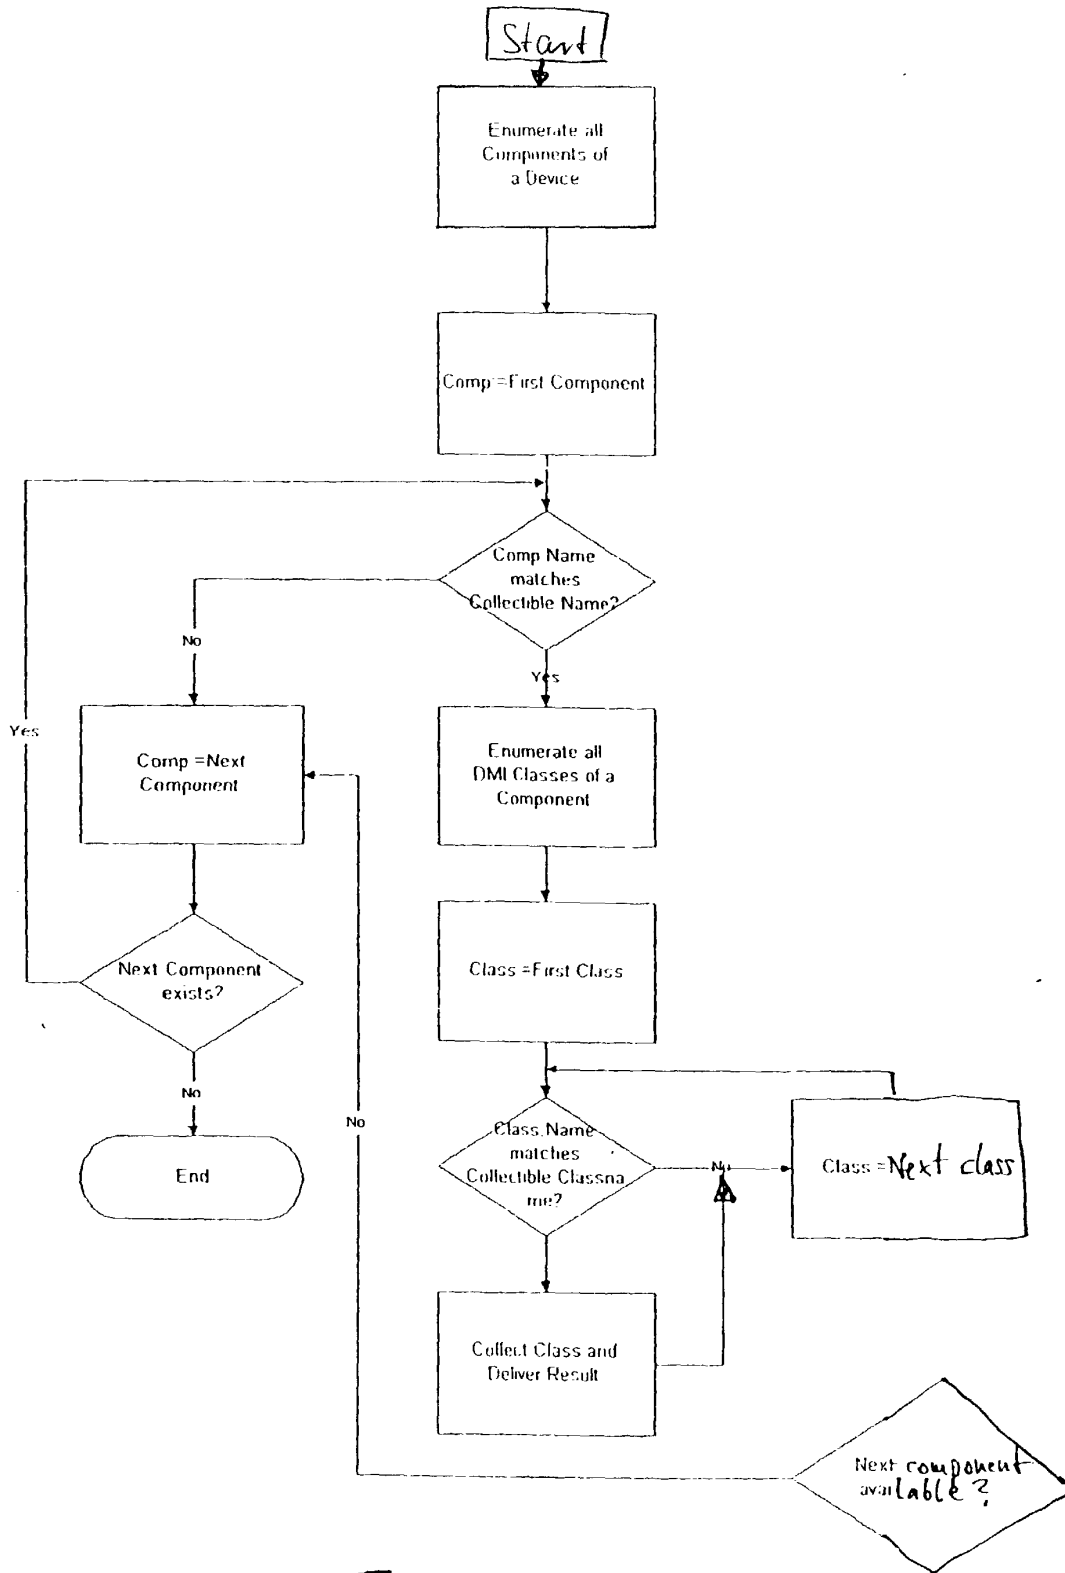 Start
Enumerate all
Components of
a Device
Comp =First Component
Comp Name
matches
Collectible Name?
No
Yes
Yes
Comp =Next
Component
Enumerate all
DMI Classes of a
Component
Next Component
exists?
Class =First Class
No
No
End
Class Name
matches
Collectible Classna
me?
No
Class =Next class
Collect Class and
Deliver Result
Next component
available?